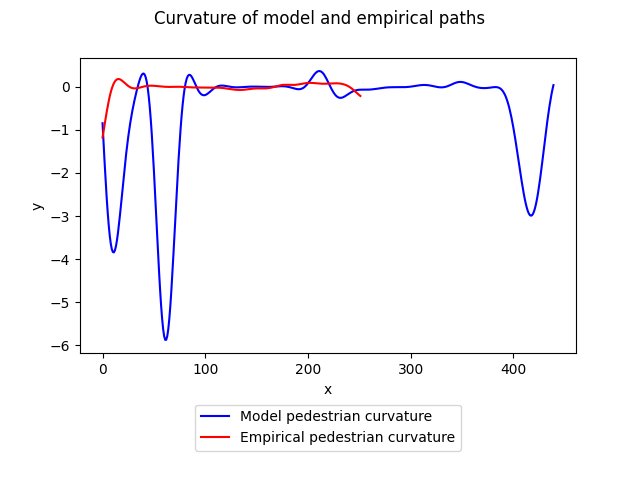 Curvature of model and empirical paths
0
−1
−2
−3
−4
−5
−6
y
0 100 200 300 400
x
Model pedestrian curvature
Empirical pedestrian curvature